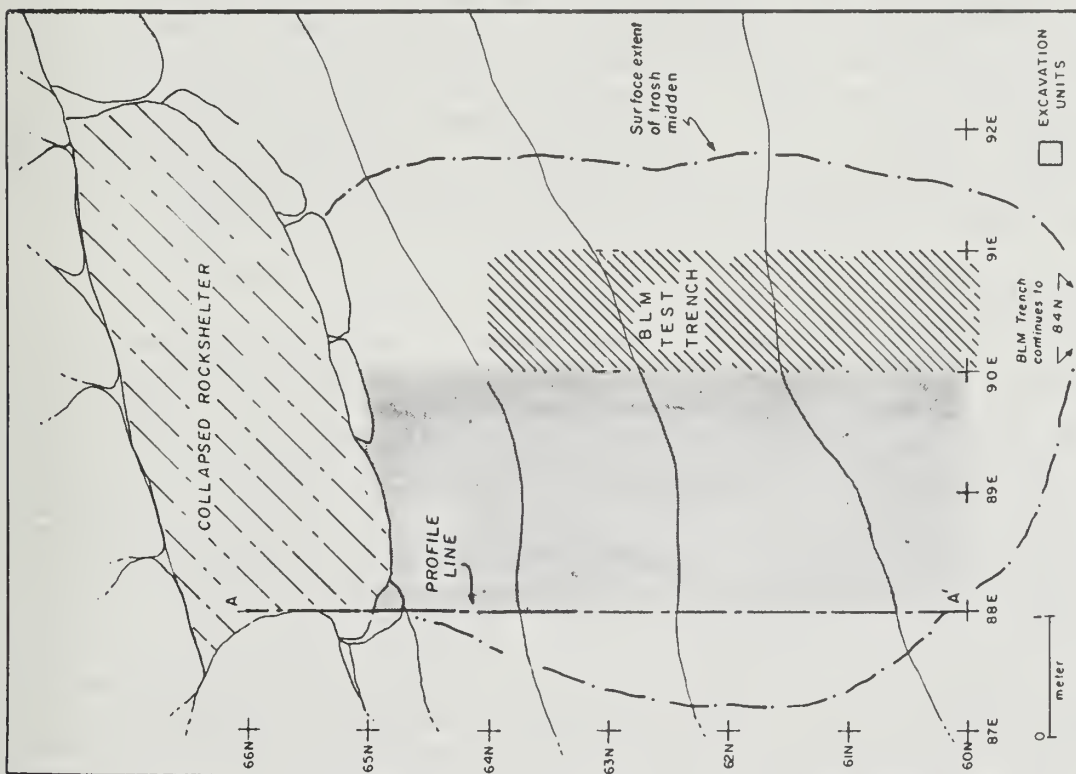 COLLAPSED ROCKSHELTER
A
PROFILE
LINE
A'
BLM
TEST
TRENCH
Surface extent
of trash
midden
BLM Trench
continues to
84N
EXCAVATION
UNITS
66N
65N
64N
63N
62N
61N
60N
87E
88E
89E
90E
91E
92E
0
1
meter